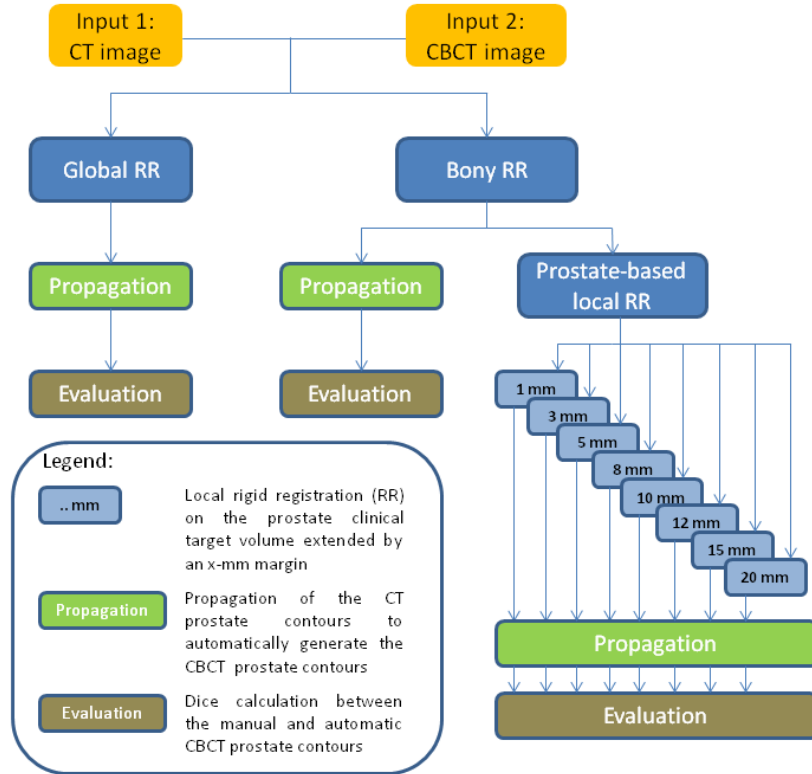 Input 1:
CT image
Input 2:
CBCT image
Global RR
Bony RR
Propagation
Propagation
Prostate-based
local RR
Evaluation
Evaluation
1 mm
3 mm
5 mm
8 mm
10 mm
12 mm
15 mm
20 mm
Propagation
Evaluation
Legend:
.. mm
Local rigid registration (RR)
on the prostate clinical
target volume extended by
an x-mm margin
Propagation
Propagation of the CT
prostate contours to
automatically generate the
CBCT prostate contours
Evaluation
Dice calculation between
the manual and automatic
CBCT prostate contours